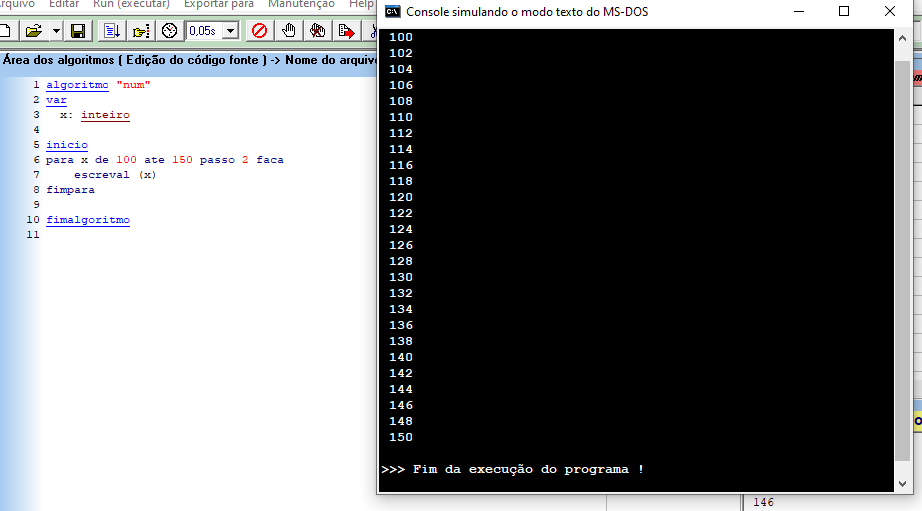 Arquivo Editar Run (executar) Exportar para Manutenção Help
0,05s
Área dos algoritmos ( Edição do código fonte ) -> Nome do arquivo
1 algoritmo "num"
2 var
3 x: inteiro
4
5 inicio
6 para x de 100 ate 150 passo 2 faca
7 escreval (x)
8 fimpara
9
10 fimalgoritmo
11
C:\ Console simulando o modo texto do MS-DOS
100
102
104
106
108
110
112
114
116
118
120
122
124
126
128
130
132
134
136
138
140
142
144
146
148
150
>>> Fim da execução do programa !
146